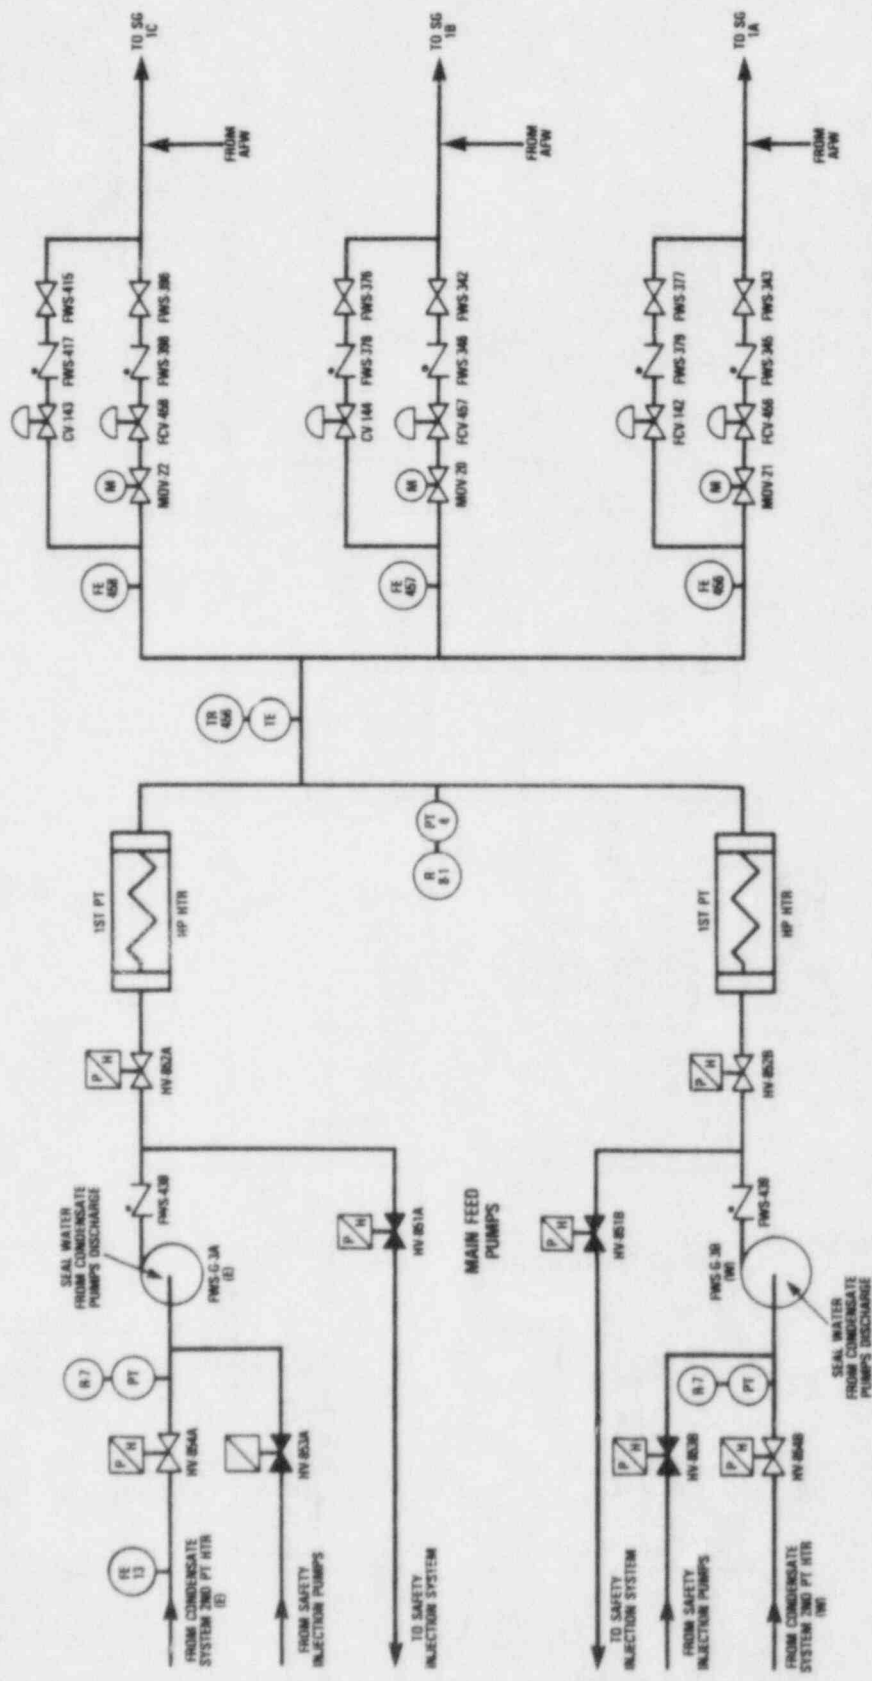 TO SG
1C
TO SG
1B
TO SG
1A
FROM
AFW
FROM
AFW
FROM
AFW
FWS-415
FWS-417
CV-143
FWS-398
FCV-458
MOV-22
FE
458
FWS-376
FWS-378
CV-144
FWS-342
FWS-346
FCV-457
MOV-20
FE
457
FWS-377
FWS-379
FCV-142
FWS-343
FWS-345
FCV-456
MOV-21
FE
456
M
M
M
TR
456
TE
PT
6
R
8-1
1ST PT
HP HTR
1ST PT
HP HTR
P
H
HV-852A
P
H
HV-852B
SEAL WATER
FROM CONDENSATE
PUMPS DISCHARGE
FWS-438
FWS-G-3A
(E)
P
H
HV-851A
MAIN FEED
PUMPS
P
H
HV-851B
FWS-G-3B
(W)
FWS-439
SEAL WATER
FROM CONDENSATE
PUMPS DISCHARGE
R-7
PT
P
H
HV-854A
HV-853A
FE
13
FROM CONDENSATE
SYSTEM 2ND PT HTR
(E)
FROM SAFETY
INJECTION PUMPS
TO SAFETY
INJECTION SYSTEM
R-7
PT
P
H
HV-853B
P
H
HV-854B
TO SAFETY
INJECTION SYSTEM
FROM SAFETY
INJECTION PUMPS
FROM CONDENSATE
SYSTEM 2ND PT HTR
(W)